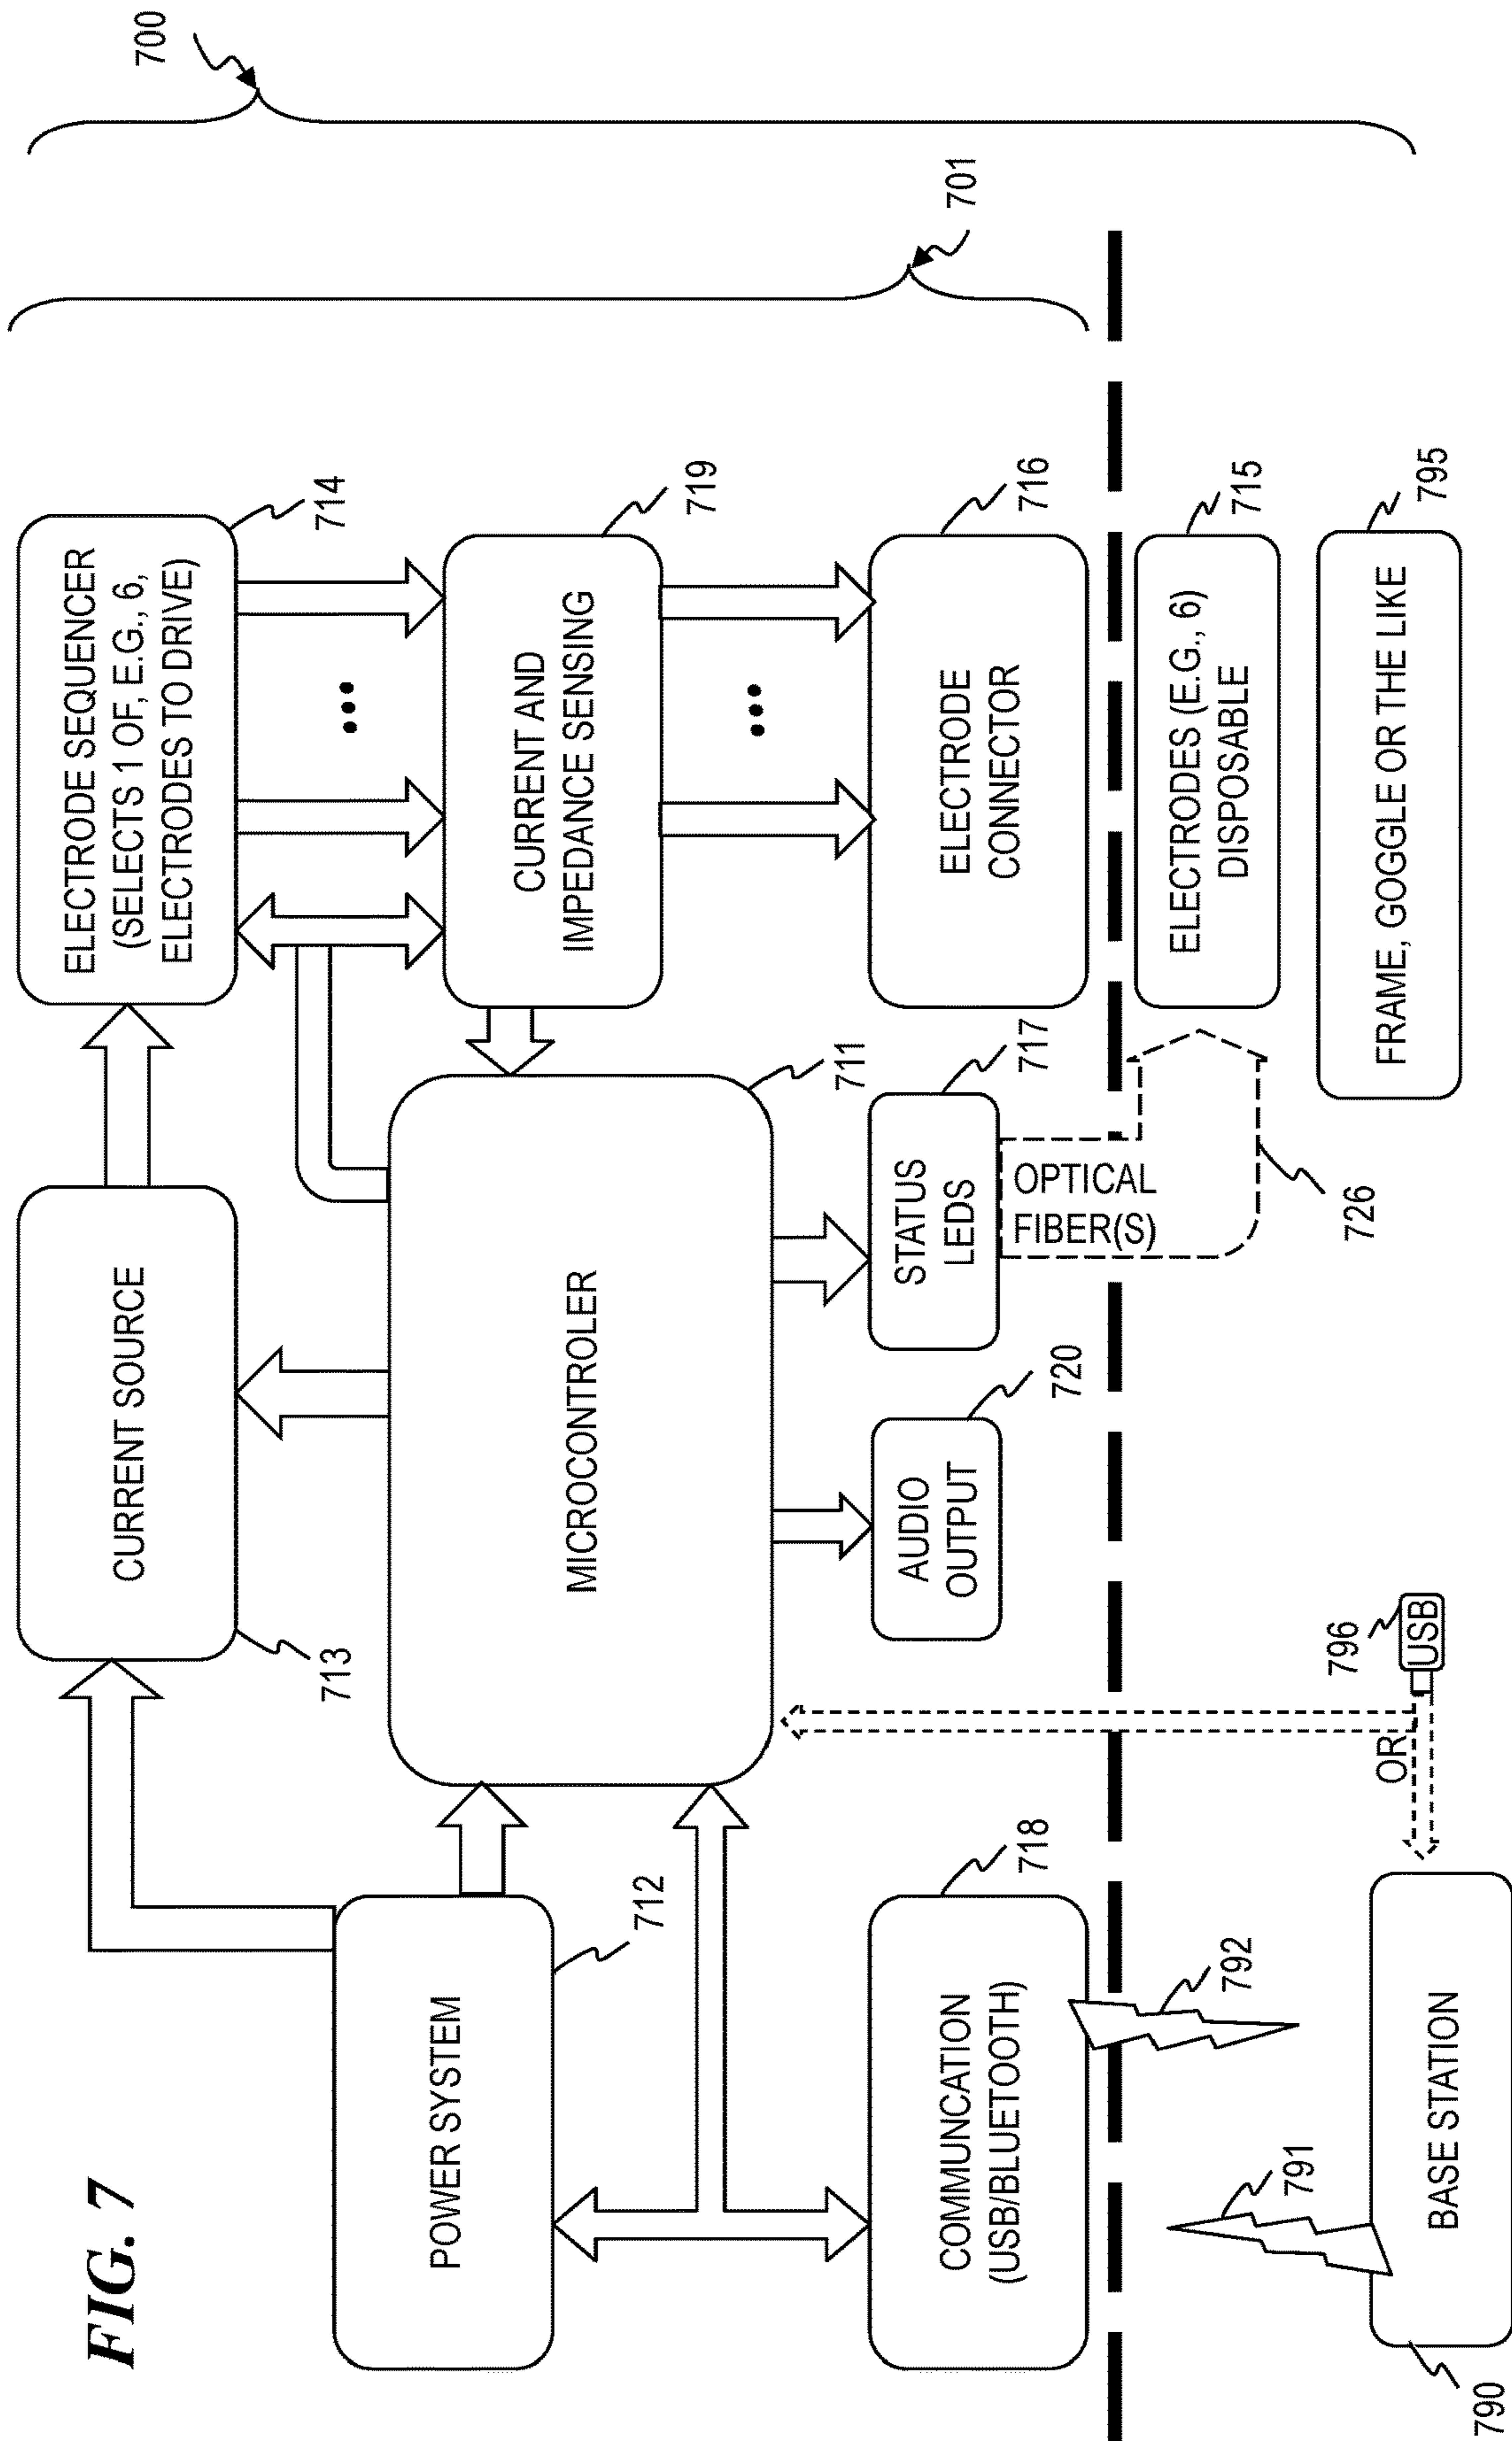 FIG. 7
700
701
POWER SYSTEM
712
CURRENT SOURCE
713
ELECTRODE SEQUENCER
(SELECTS 1 OF, E.G., 6,
ELECTRODES TO DRIVE)
714
MICROCONTROLER
711
CURRENT AND
IMPEDANCE SENSING
719
•••
•••
COMMUNCATION
(USB/BLUETOOTH)
718
AUDIO
OUTPUT
720
STATUS
LEDS
717
ELECTRODE
CONNECTOR
716
OPTICAL
FIBER(S)
726
ELECTRODES (E.G., 6)
DISPOSABLE
715
791
792
BASE STATION
790
OR
USB
796
FRAME, GOGGLE OR THE LIKE
795